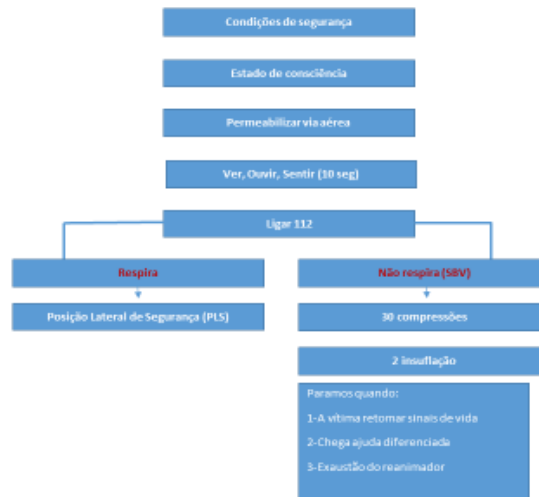 Condições de segurança
Estado de consciência
Permeabilizar via aérea
Ver, Ouvir, Sentir (10 seg)
Ligar 112
Respira
Não respira (SBV)
Posição Lateral de Segurança (PLS)
30 compressões
2 insuflação
Paramos quando:
1-A vítima retomar sinais de vida
2-Chega ajuda diferenciada
3-Exaustão do reanimador